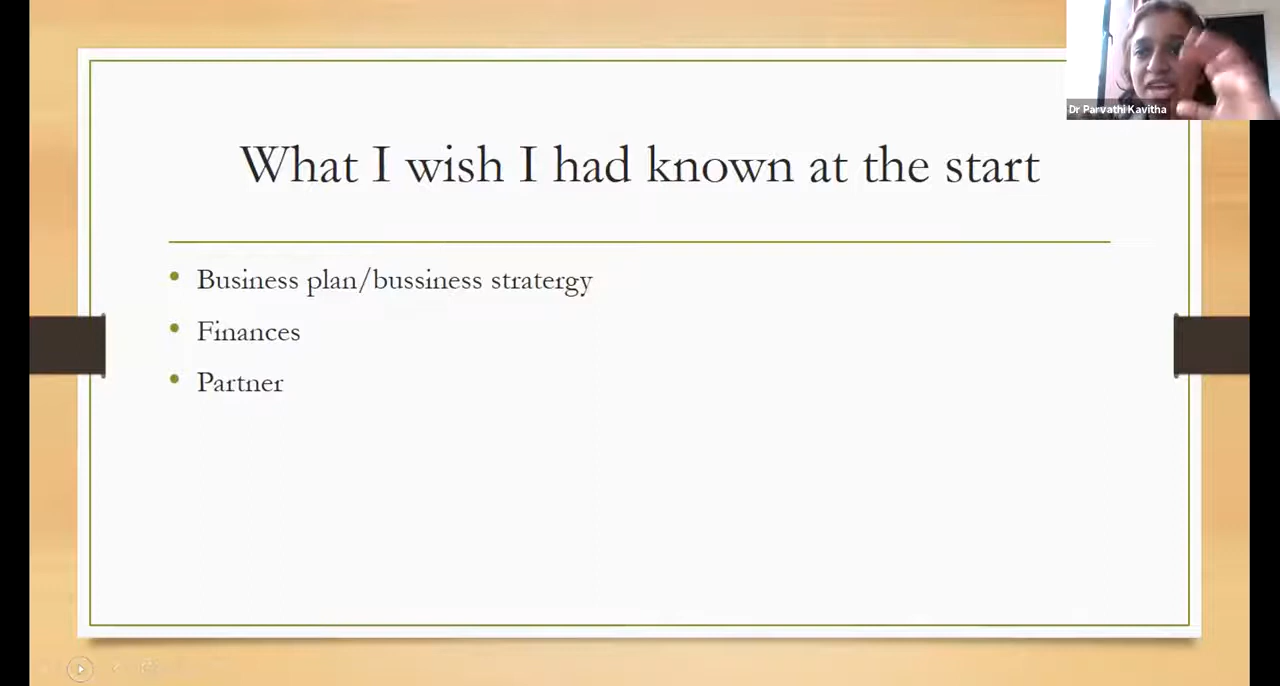 Dr Parvathi Kavitha
What I wish I had known at the start
• Business plan/bussiness stratergy
• Finances
• Partner